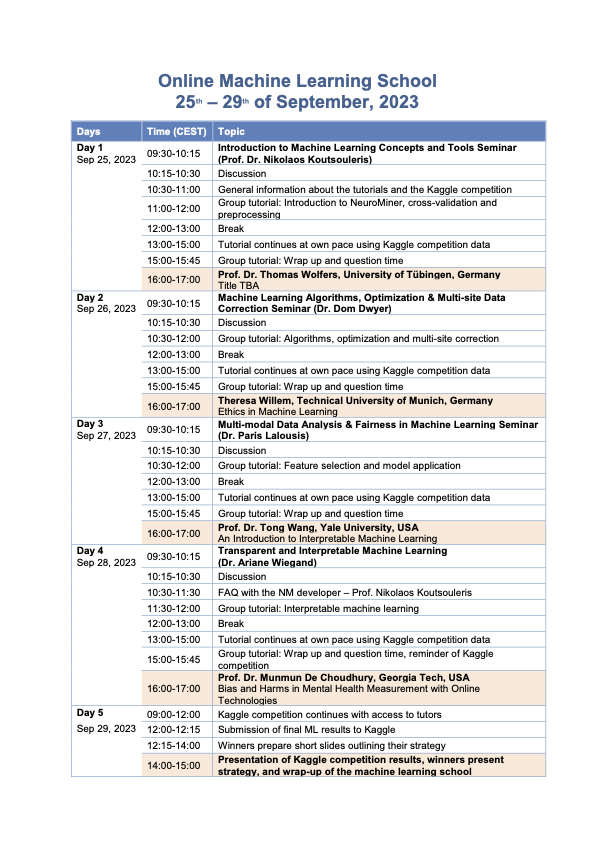 Online Machine Learning School
25th – 29th of September, 2023
Days Time (CEST) Topic
Day 1
Sep 25, 2023
09:30-10:15 Introduction to Machine Learning Concepts and Tools Seminar
(Prof. Dr. Nikolaos Koutsouleris)
10:15-10:30 Discussion
10:30-11:00 General information about the tutorials and the Kaggle competition
11:00-12:00 Group tutorial: Introduction to NeuroMiner, cross-validation and
preprocessing
12:00-13:00 Break
13:00-15:00 Tutorial continues at own pace using Kaggle competition data
15:00-15:45 Group tutorial: Wrap up and question time
16:00-17:00 Prof. Dr. Thomas Wolfers, University of Tübingen, Germany
Title TBA
Day 2
Sep 26, 2023
09:30-10:15 Machine Learning Algorithms, Optimization & Multi-site Data
Correction Seminar (Dr. Dom Dwyer)
10:15-10:30 Discussion
10:30-12:00 Group tutorial: Algorithms, optimization and multi-site correction
12:00-13:00 Break
13:00-15:00 Tutorial continues at own pace using Kaggle competition data
15:00-15:45 Group tutorial: Wrap up and question time
16:00-17:00 Theresa Willem, Technical University of Munich, Germany
Ethics in Machine Learning
Day 3
Sep 27, 2023
09:30-10:15 Multi-modal Data Analysis & Fairness in Machine Learning Seminar
(Dr. Paris Lalousis)
10:15-10:30 Discussion
10:30-12:00 Group tutorial: Feature selection and model application
12:00-13:00 Break
13:00-15:00 Tutorial continues at own pace using Kaggle competition data
15:00-15:45 Group tutorial: Wrap up and question time
16:00-17:00 Prof. Dr. Tong Wang, Yale University, USA
An Introduction to Interpretable Machine Learning
Day 4
Sep 28, 2023
09:30-10:15 Transparent and Interpretable Machine Learning
(Dr. Ariane Wiegand)
10:15-10:30 Discussion
10:30-11:30 FAQ with the NM developer – Prof. Nikolaos Koutsouleris
11:30-12:00 Group tutorial: Interpretable machine learning
12:00-13:00 Break
13:00-15:00 Tutorial continues at own pace using Kaggle competition data
15:00-15:45 Group tutorial: Wrap up and question time, reminder of Kaggle
competition
16:00-17:00 Prof. Dr. Munmun De Choudhury, Georgia Tech, USA
Bias and Harms in Mental Health Measurement with Online
Technologies
Day 5
Sep 29, 2023
09:00-12:00 Kaggle competition continues with access to tutors
12:00-12:15 Submission of final ML results to Kaggle
12:15-14:00 Winners prepare short slides outlining their strategy
14:00-15:00 Presentation of Kaggle competition results, winners present
strategy, and wrap-up of the machine learning school